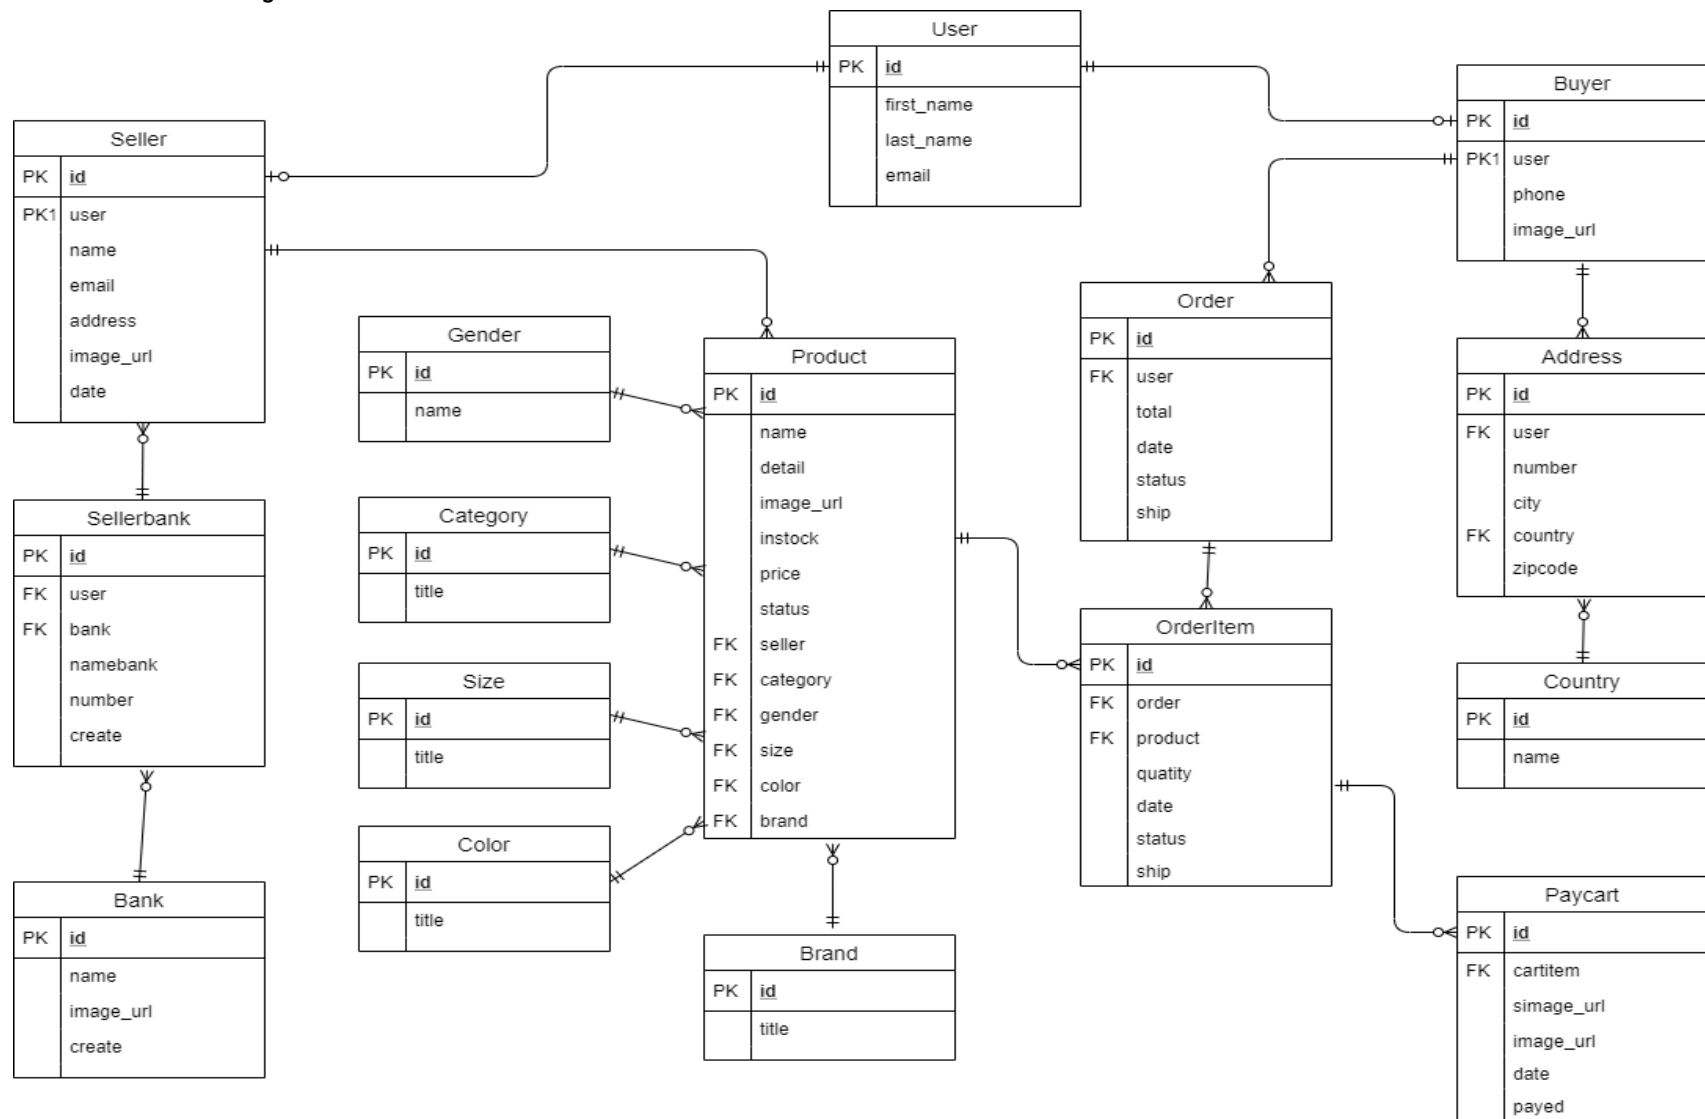 User
PK id
first_name
last_name
email
Buyer
PK id
PK1 user
phone
image_url
Seller
PK id
PK1 user
name
email
address
image_url
date
Order
PK id
FK user
total
date
status
ship
Gender
PK id
name
Product
PK id
name
detail
image_url
instock
price
status
FK seller
FK category
FK gender
FK size
FK color
FK brand
Address
PK id
FK user
number
city
FK country
zipcode
Category
PK id
title
Sellerbank
PK id
FK user
FK bank
namebank
number
create
OrderItem
PK id
FK order
FK product
quatity
date
status
ship
Size
PK id
title
Country
PK id
name
Color
PK id
title
Bank
PK id
name
image_url
create
Brand
PK id
title
Paycart
PK id
FK cartitem
simage_url
image_url
date
payed